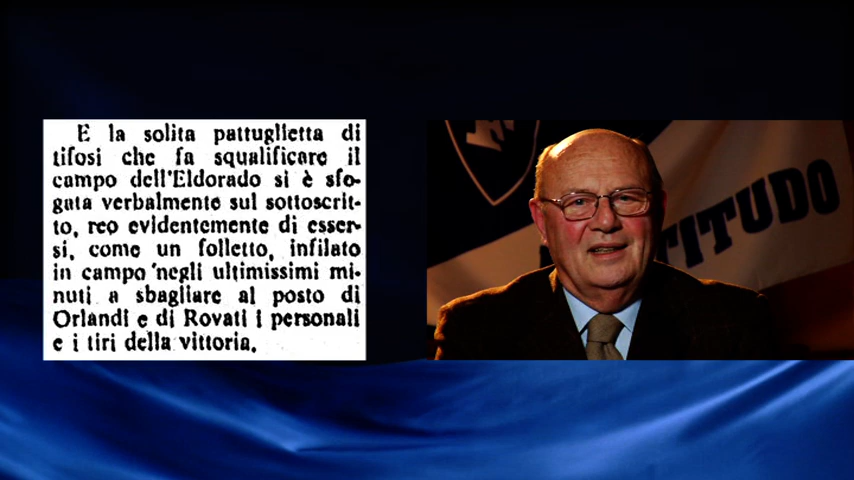 E la solita pattuglietta di
tifosi che fa squalificare il
campo dell'Eldorado si è sfo-
gata verbalmente sul sottoscrit-
to, reo evidentemente di esser-
si, come un folletto, infilato
in campo negli ultimissimi mi-
nuti a sbagliare al posto di
Orlandi e di Rovati i personali
e i tiri della vittoria.
TITUDO